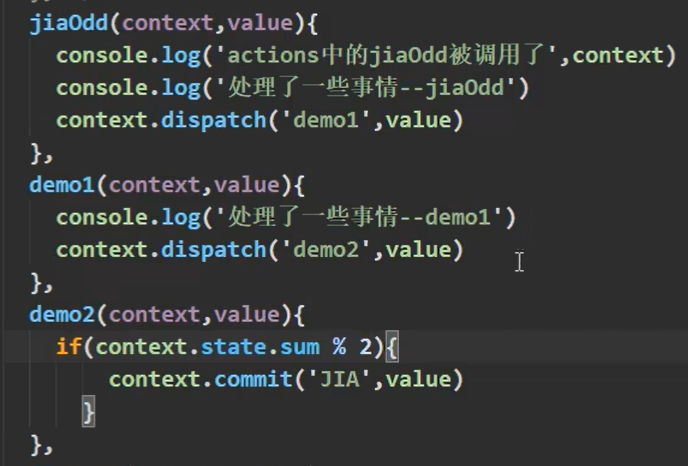 jiaOdd(context,value){
console.log('actions中的jiaOdd被调用了',context)
console.log('处理了一些事情--jiaOdd')
context.dispatch('demo1',value)
},
demo1(context,value){
console.log('处理了一些事情--demo1')
context.dispatch('demo2',value)
},
demo2(context,value){
if(context.state.sum % 2){
context.commit('JIA',value)
}
},